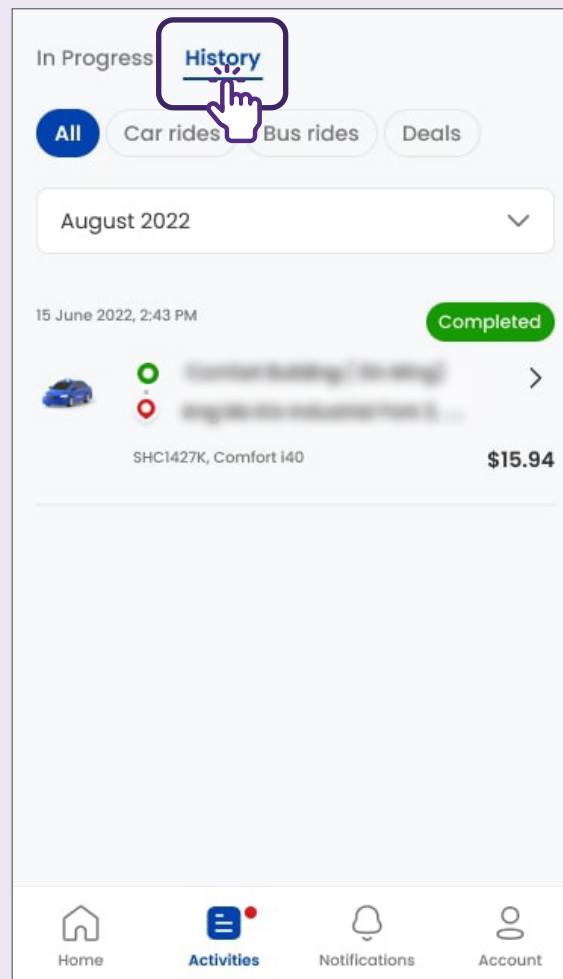 In Progress History
All Car rides Bus rides Deals
August 2022
15 June 2022, 2:43 PM Completed
SHC1427K, Comfort i40 $15.94
Home Activities Notifications Account